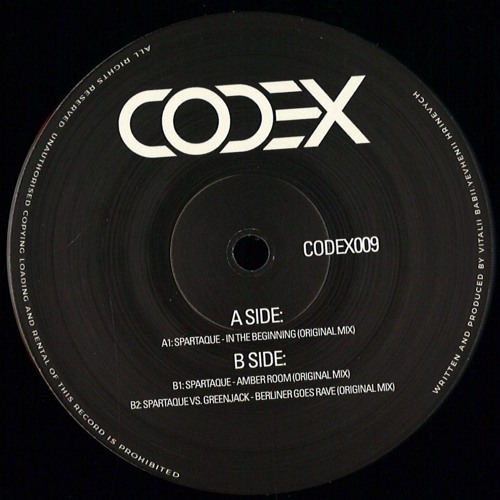 CODEX
CODEX009
A SIDE:
A1: SPARTAQUE - IN THE BEGINNING (ORIGINAL MIX)
B SIDE:
B1: SPARTAQUE - AMBER ROOM (ORIGINAL MIX)
B2: SPARTAQUE VS. GREENJACK - BERLINER GOES RAVE (ORIGINAL MIX)
ALL RIGHTS RESERVED. UNAUTHORISED COPYING LOADING AND RENTAL OF THIS RECORD IS PROHIBITED
WRITTEN AND PRODUCED BY VITALII BABII YEVHENII HRINEVYCH